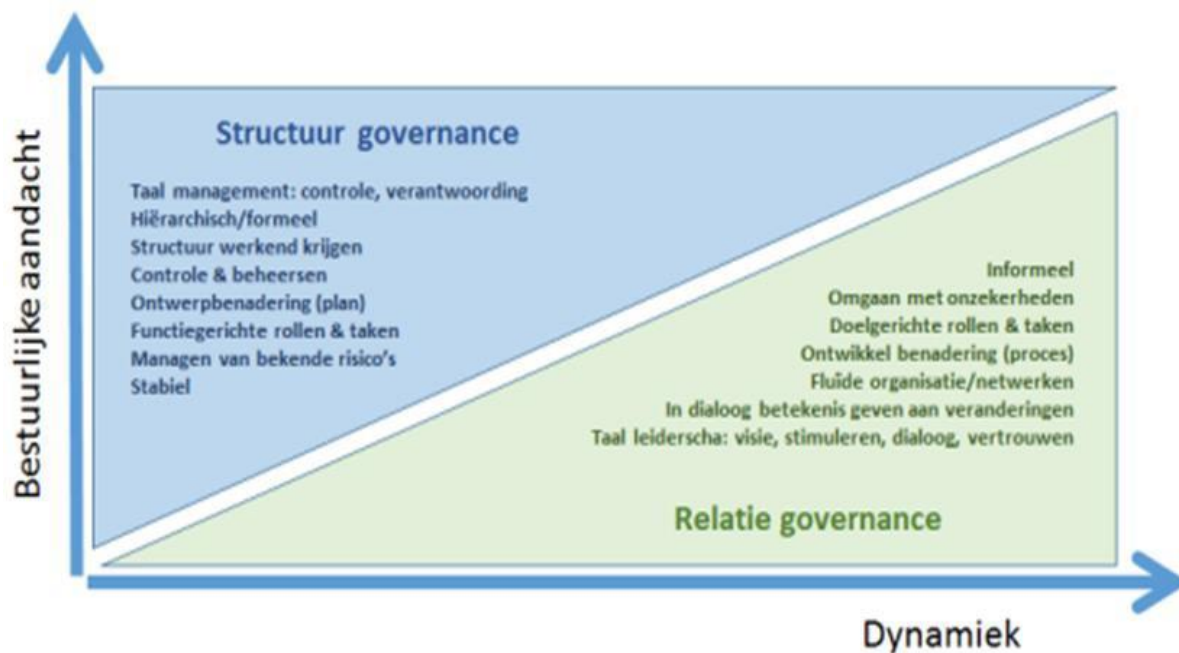 Bestuurlijke aandacht
Structuur governance
Taal management: controle, verantwoording
Hiërarchisch/formeel
Structuur werkend krijgen
Controle & beheersen
Ontwerpbenadering (plan)
Functiegerichte rollen & taken
Managen van bekende risico's
Stabiel
Informeel
Omgaan met onzekerheden
Doelgerichte rollen & taken
Ontwikkel benadering (proces)
Fluïde organisatie/netwerken
In dialoog betekenis geven aan veranderingen
Taal leiderscha: visie, stimuleren, dialoog, vertrouwen
Relatie governance
Dynamiek